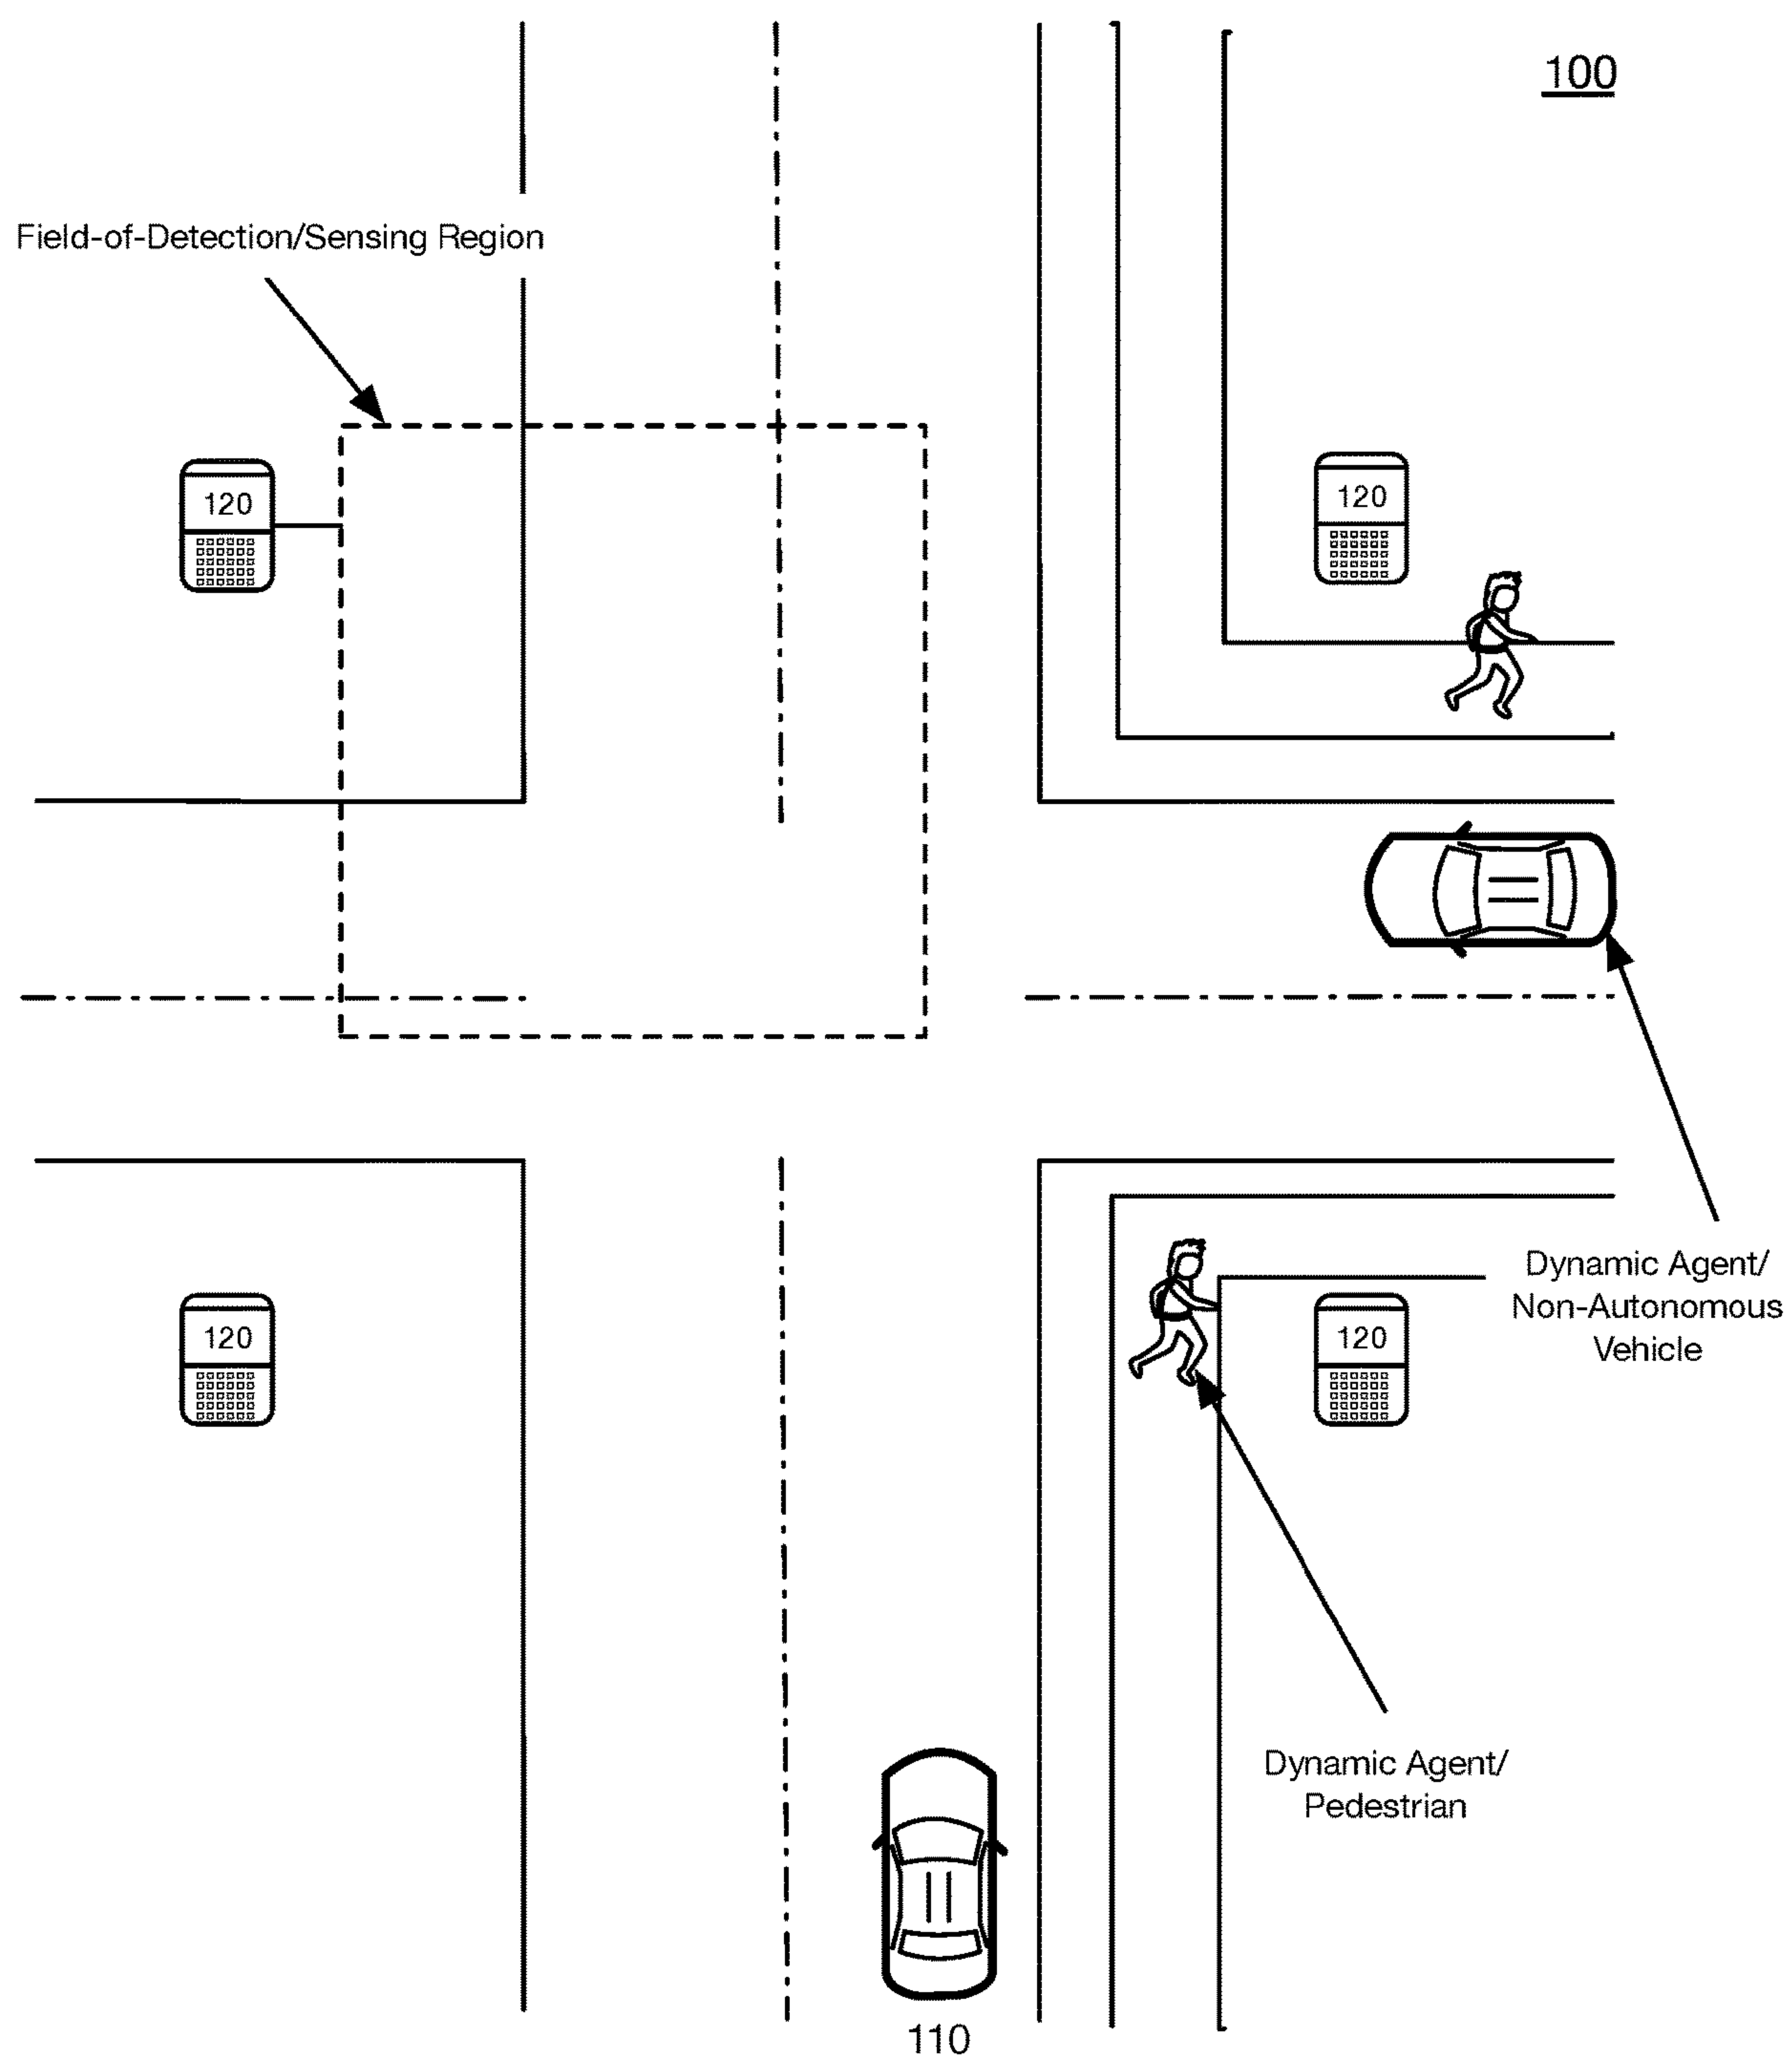 100
Field-of-Detection/Sensing Region
120
120
Dynamic Agent/
Non-Autonomous
Vehicle
120
120
Dynamic Agent/
Pedestrian
110